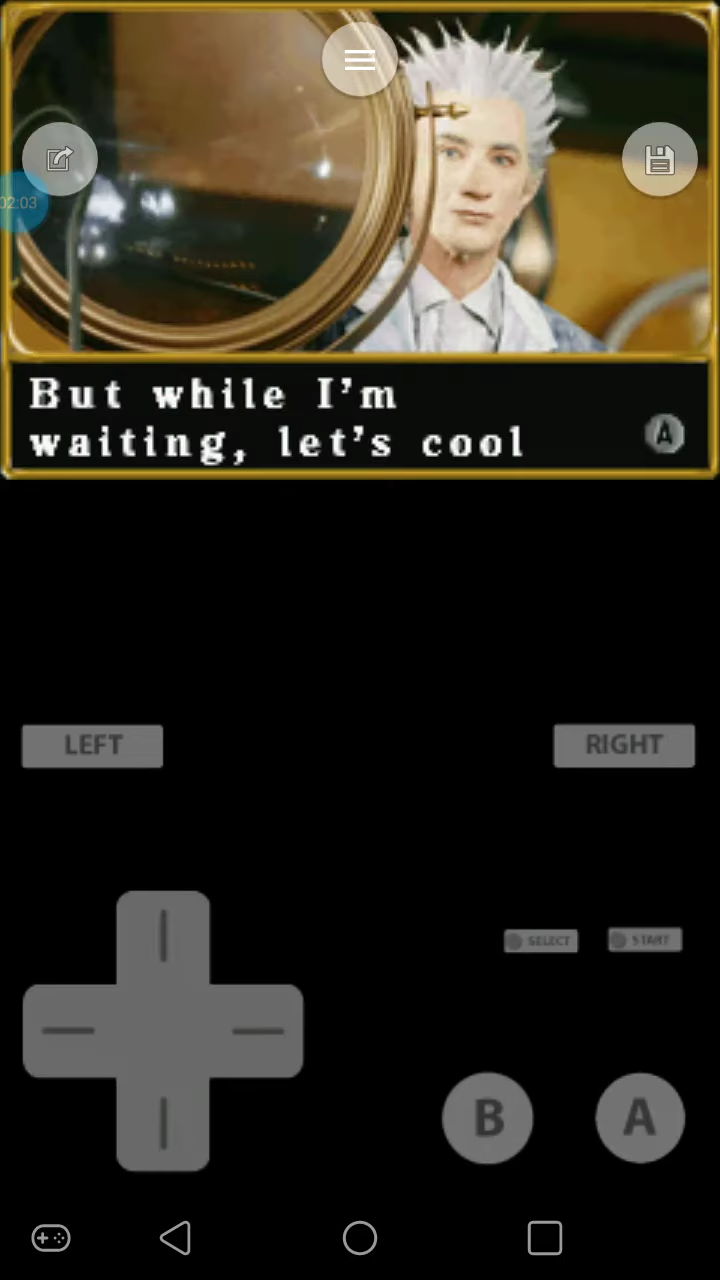 02:03
But while I'm
waiting, let's cool
A
LEFT
RIGHT
SELECT
START
B
A